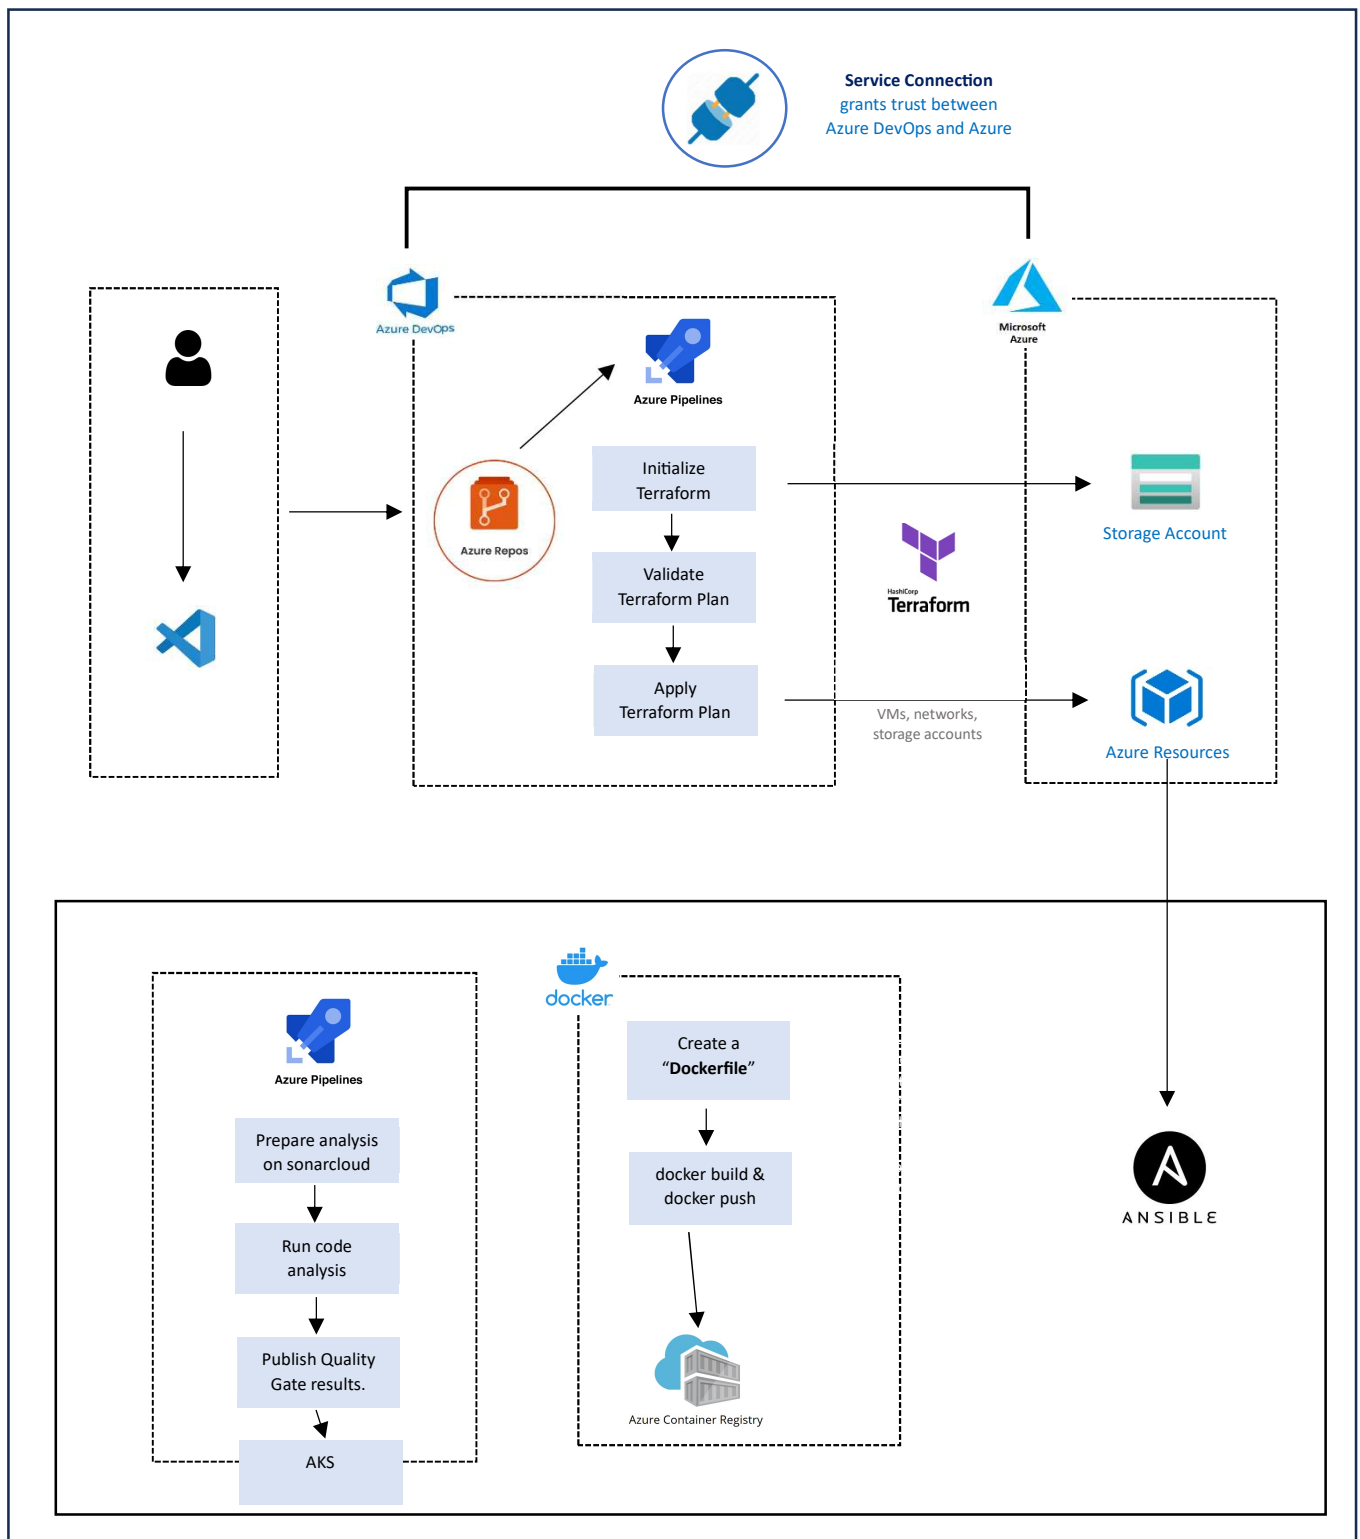 Service Connection
grants trust between
Azure DevOps and Azure
Azure DevOps
Microsoft
Azure
Azure Pipelines
Initialize
Terraform
Azure Repos
Storage Account
Validate
Terraform Plan
HashiCorp
Terraform
Apply
Terraform Plan
VMs, networks,
storage accounts
Azure Resources
docker
Azure Pipelines
Create a
“Dockerfile”
Prepare analysis
on sonarcloud
docker build &
docker push
ANSIBLE
Run code
analysis
Publish Quality
Gate results.
Azure Container Registry
AKS